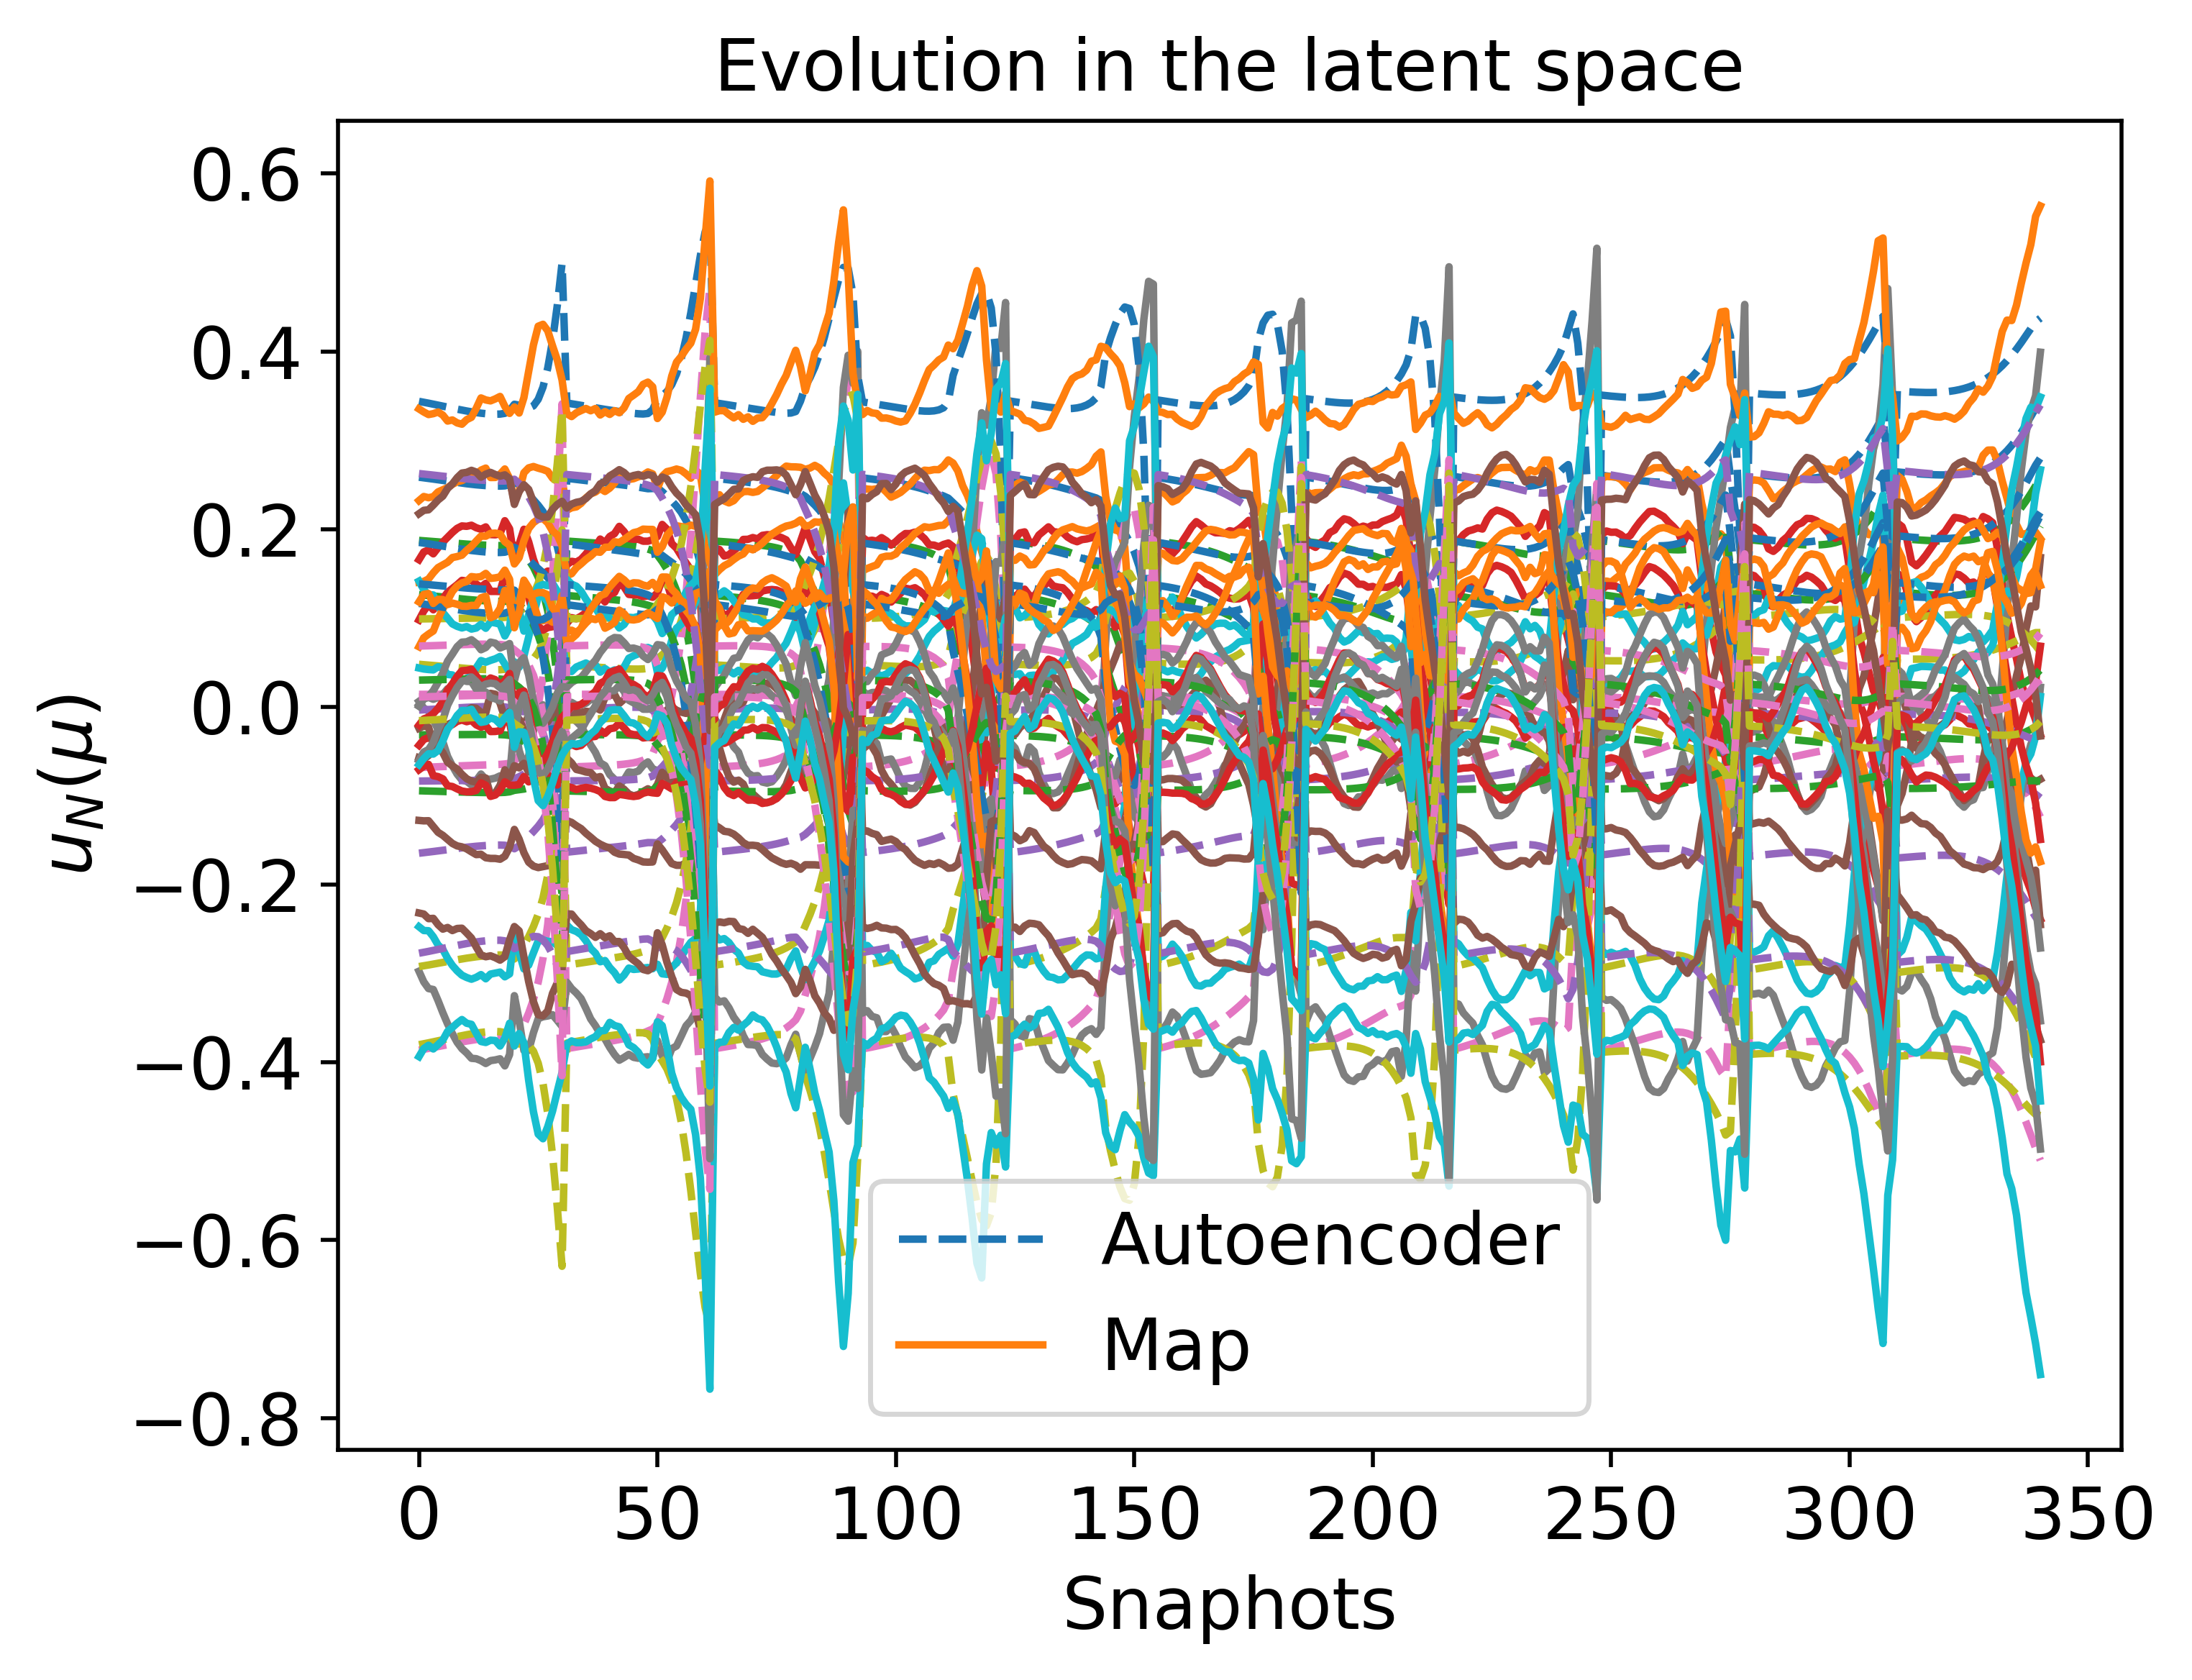 Evolution in the latent space
0.6
0.4
0.2
0.0
−0.2
−0.4
−0.6
−0.8
u_N(μ)
Autoencoder
Map
0 50 100 150 200 250 300 350
Snaphots